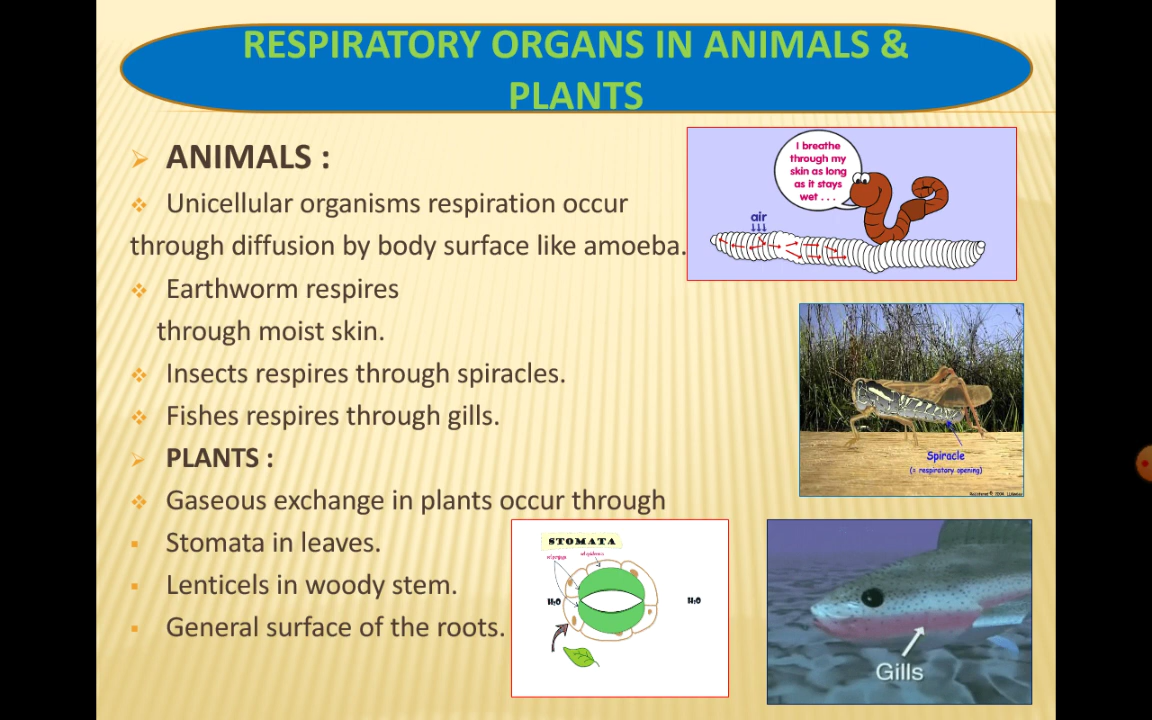 RESPIRATORY ORGANS IN ANIMALS &
PLANTS
ANIMALS :
Unicellular organisms respiration occur
through diffusion by body surface like amoeba.
Earthworm respires
through moist skin.
Insects respires through spiracles.
Fishes respires through gills.
PLANTS :
Gaseous exchange in plants occur through
Stomata in leaves.
Lenticels in woody stem.
General surface of the roots.
I breathe
through my
skin as long
as it stays
wet . . .
air
Spiracle
(= respiratory opening)
STOMATA
H₂O
H₂O
Gills